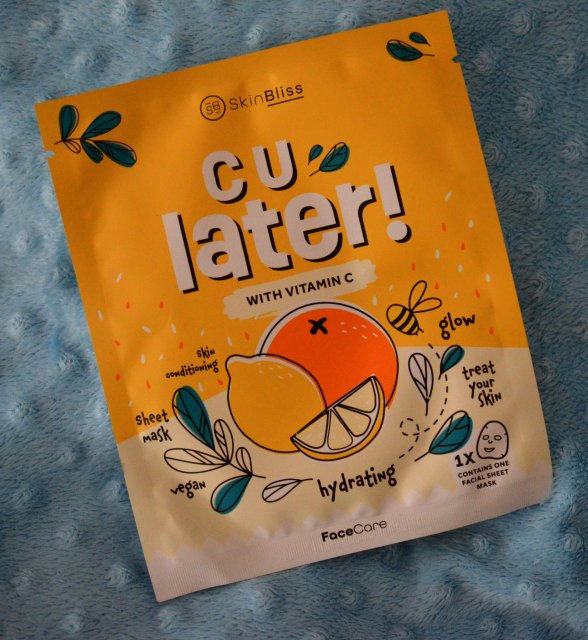 SB
SkinBliss
C U
later!
WITH VITAMIN C
glow
skin
conditioning
treat
your
skin
sheet
mask
vegan
hydrating
1x
CONTAINS ONE
FACIAL SHEET
MASK
FaceCare